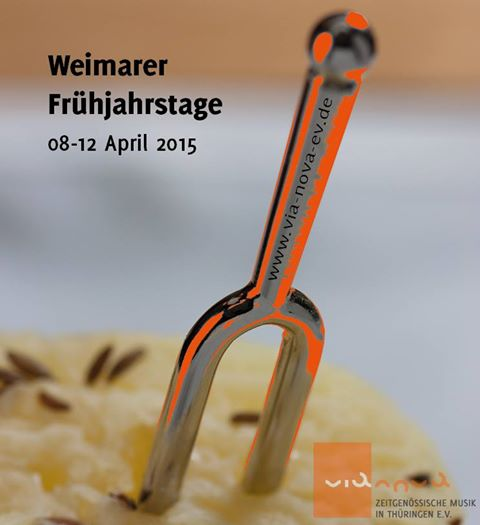 Weimarer
Frühjahrstage
08-12 April 2015
www.via-nova-ev.de
via nova
ZEITGENÖSSISCHE MUSIK
IN THÜRINGEN E.V.